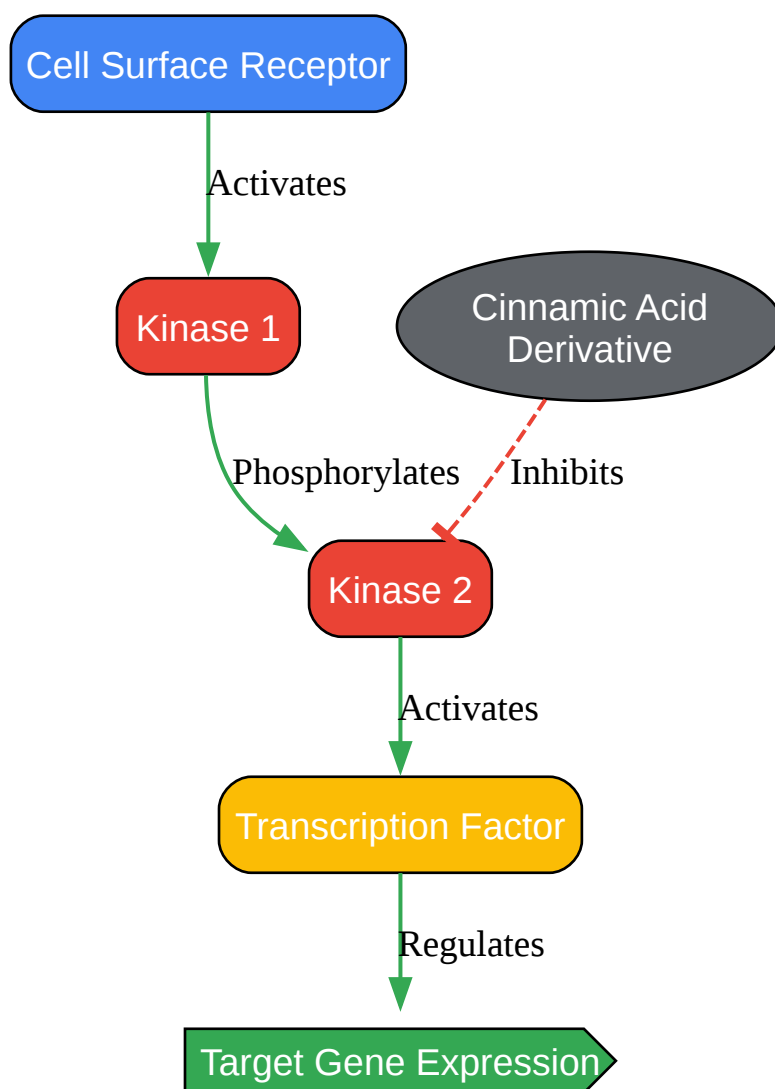 Cell Surface Receptor
Activates
Kinase 1
Cinnamic Acid
Derivative
Phosphorylates
Inhibits
Kinase 2
Activates
Transcription Factor
Regulates
Target Gene Expression